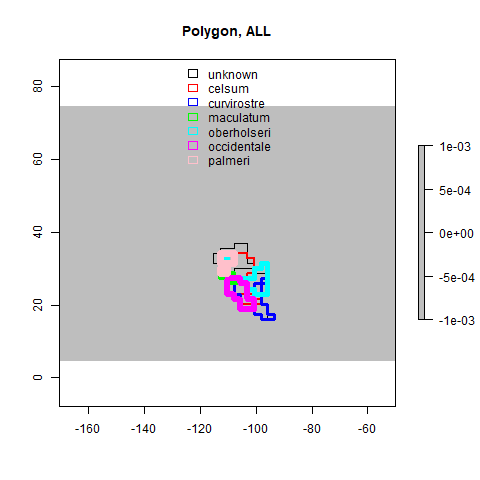 Polygon, ALL
unknown
celsum
curvirostre
maculatum
oberholseri
occidentale
palmeri
80
60
40
20
0
-160
-140
-120
-100
-80
-60
1e-03
5e-04
0e+00
-5e-04
-1e-03